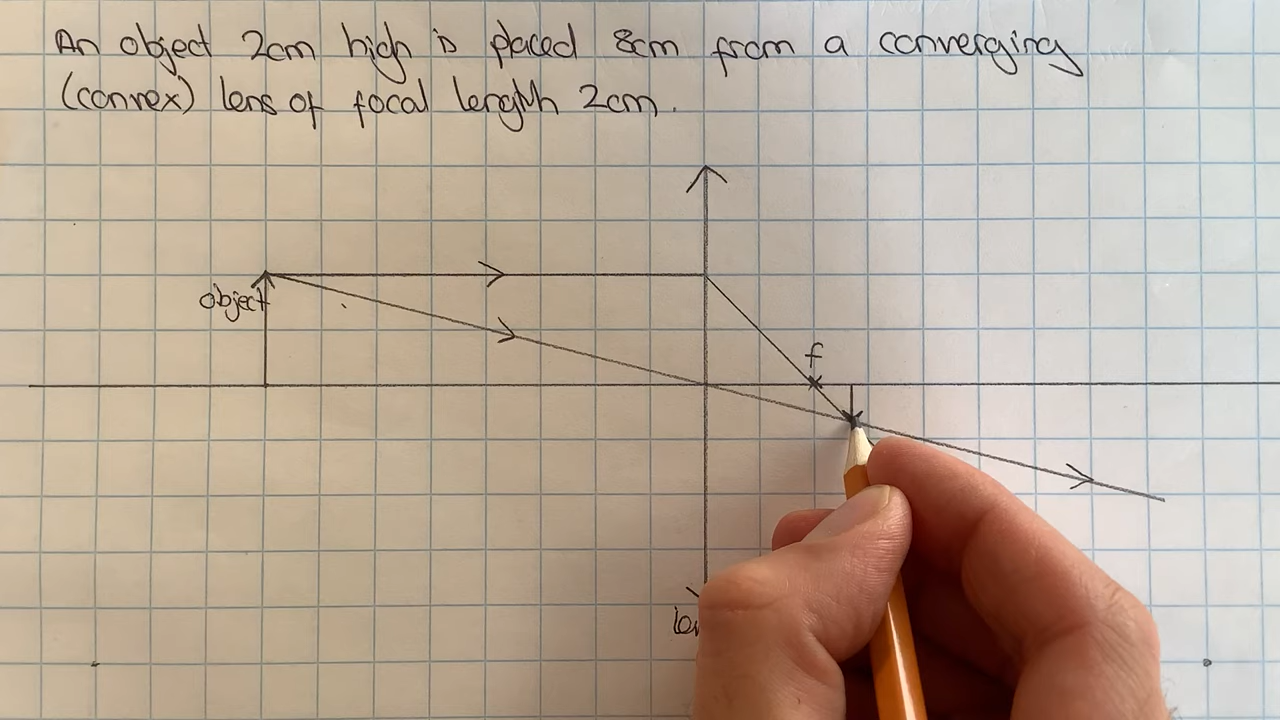 An object 2cm high is placed 8cm from a converging
(convex) lens of focal length 2cm.
f
object